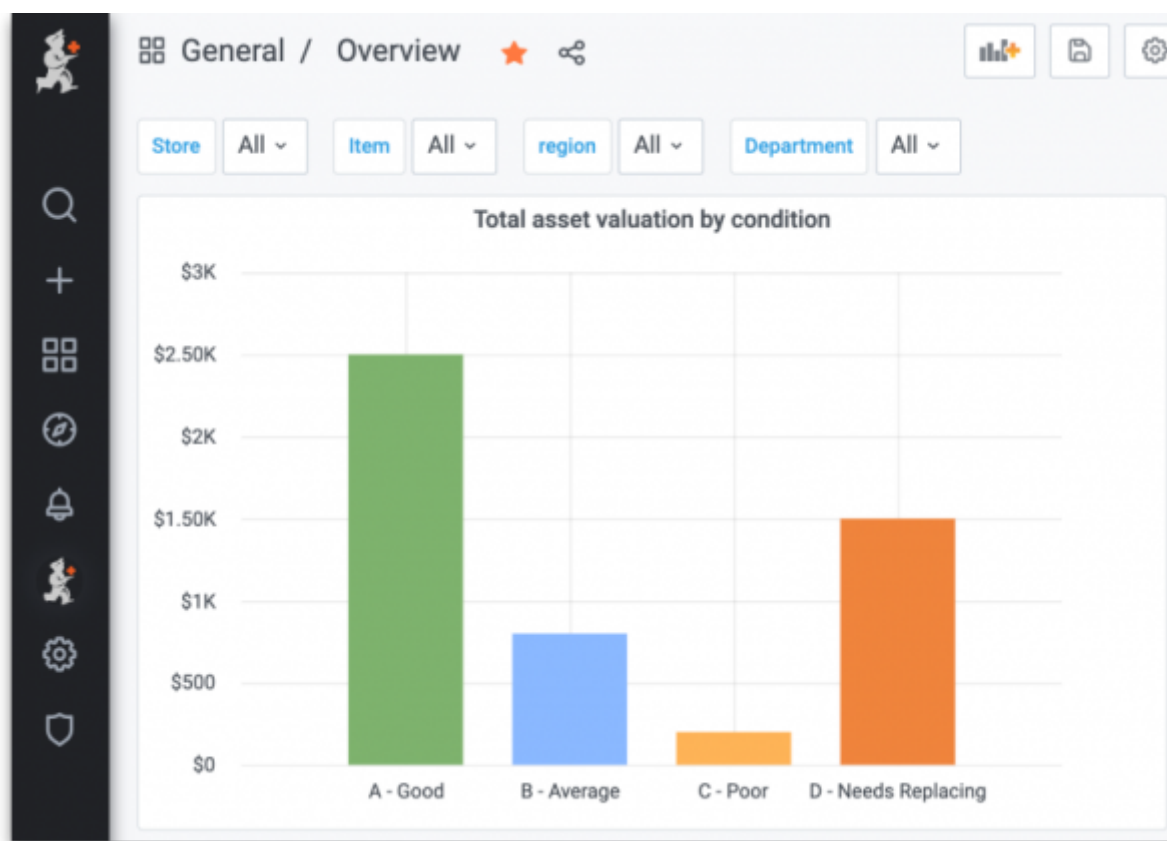 General / Overview
Store All Item All region All Department All
Total asset valuation by condition
$3K
$2.50K
$2K
$1.50K
$1K
$500
$0
A - Good B - Average C - Poor D - Needs Replacing